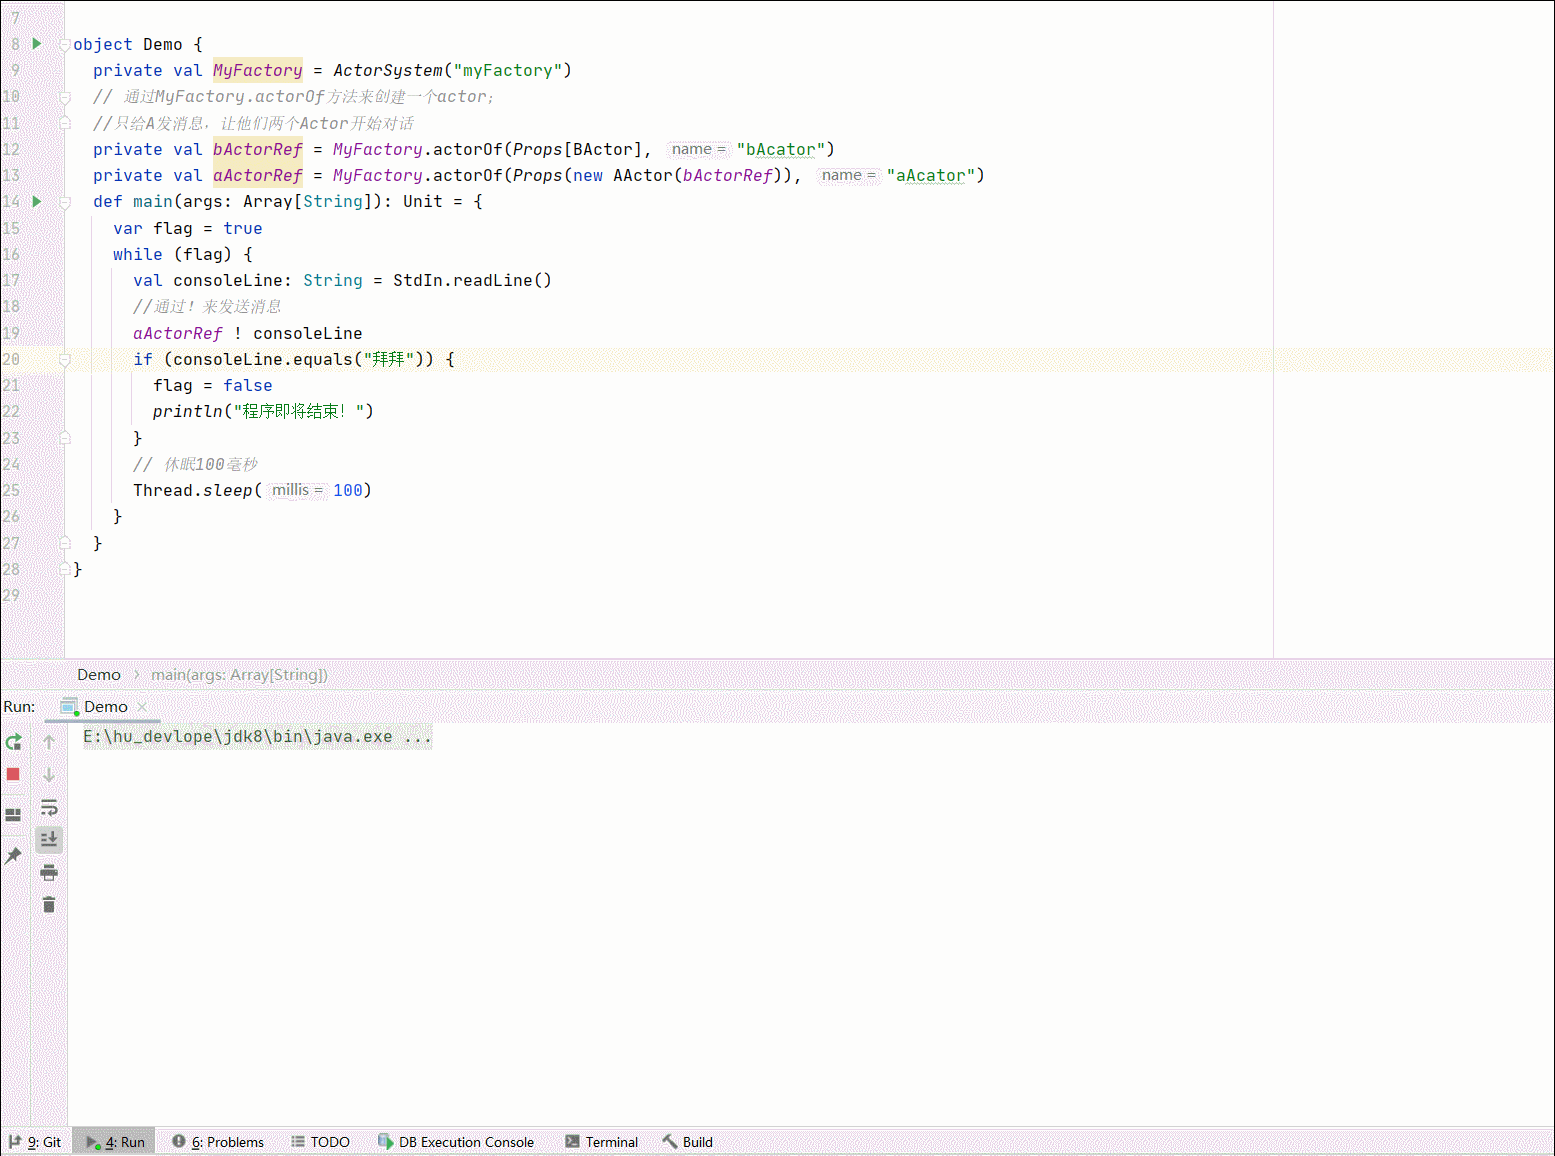 7
8 object Demo {
9 private val MyFactory = ActorSystem("myFactory")
10 // 通过MyFactory.actorOf方法来创建一个actor;
11 //只给A发消息，让他们两个Actor开始对话
12 private val bActorRef = MyFactory.actorOf(Props[BActor], name = "bAcator")
13 private val aActorRef = MyFactory.actorOf(Props(new AActor(bActorRef)), name = "aAcator")
14 def main(args: Array[String]): Unit = {
15 var flag = true
16 while (flag) {
17 val consoleLine: String = StdIn.readLine()
18 //通过！来发送消息
19 aActorRef ! consoleLine
20 if (consoleLine.equals("拜拜")) {
21 flag = false
22 println("程序即将结束！")
23 }
24 // 休眠100毫秒
25 Thread.sleep( millis = 100)
26 }
27 }
28 }
29
Demo main(args: Array[String])
Run: Demo
E:\hu_devlope\jdk8\bin\java.exe ...
9: Git 4: Run 6: Problems TODO DB Execution Console Terminal Build